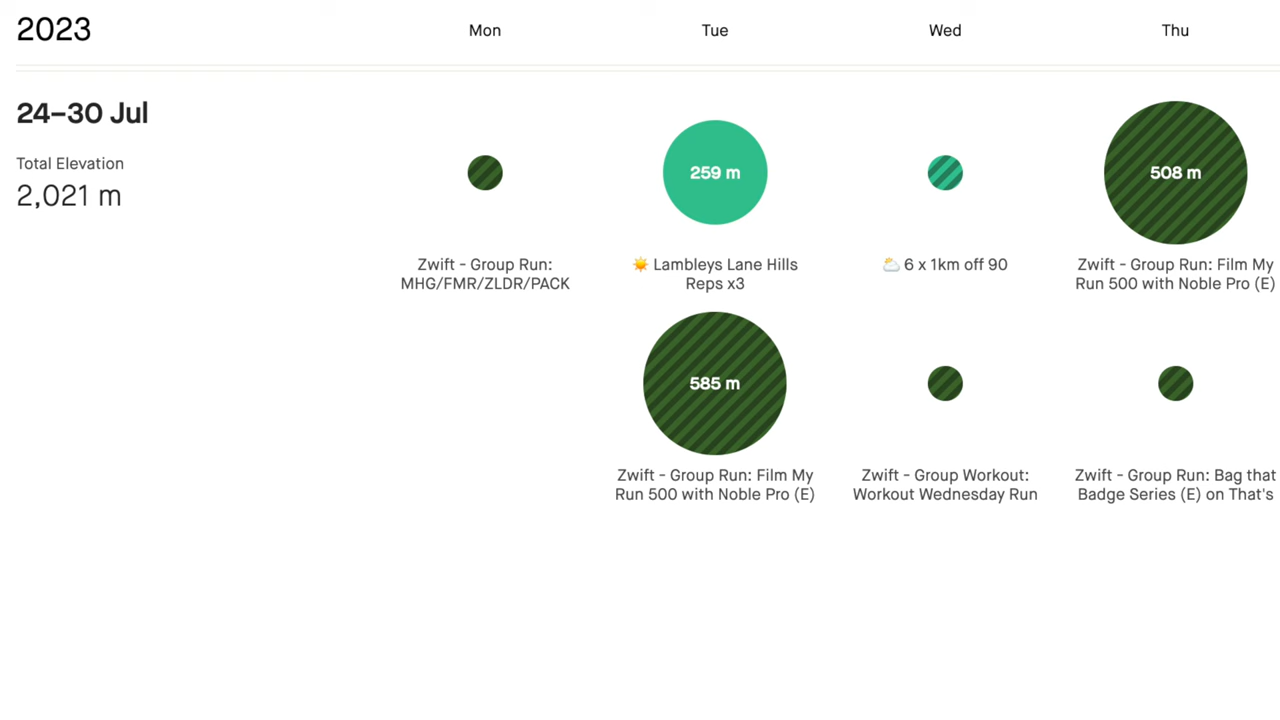 2023 Mon Tue Wed Thu
24–30 Jul
Total Elevation
2,021 m
259 m
508 m
Zwift - Group Run:
MHG/FMR/ZLDR/PACK
☀️ Lambleys Lane Hills
Reps x3
🌥️ 6 x 1km off 90
Zwift - Group Run: Film My
Run 500 with Noble Pro (E)
585 m
Zwift - Group Run: Film My
Run 500 with Noble Pro (E)
Zwift - Group Workout:
Workout Wednesday Run
Zwift - Group Run: Bag that
Badge Series (E) on That's